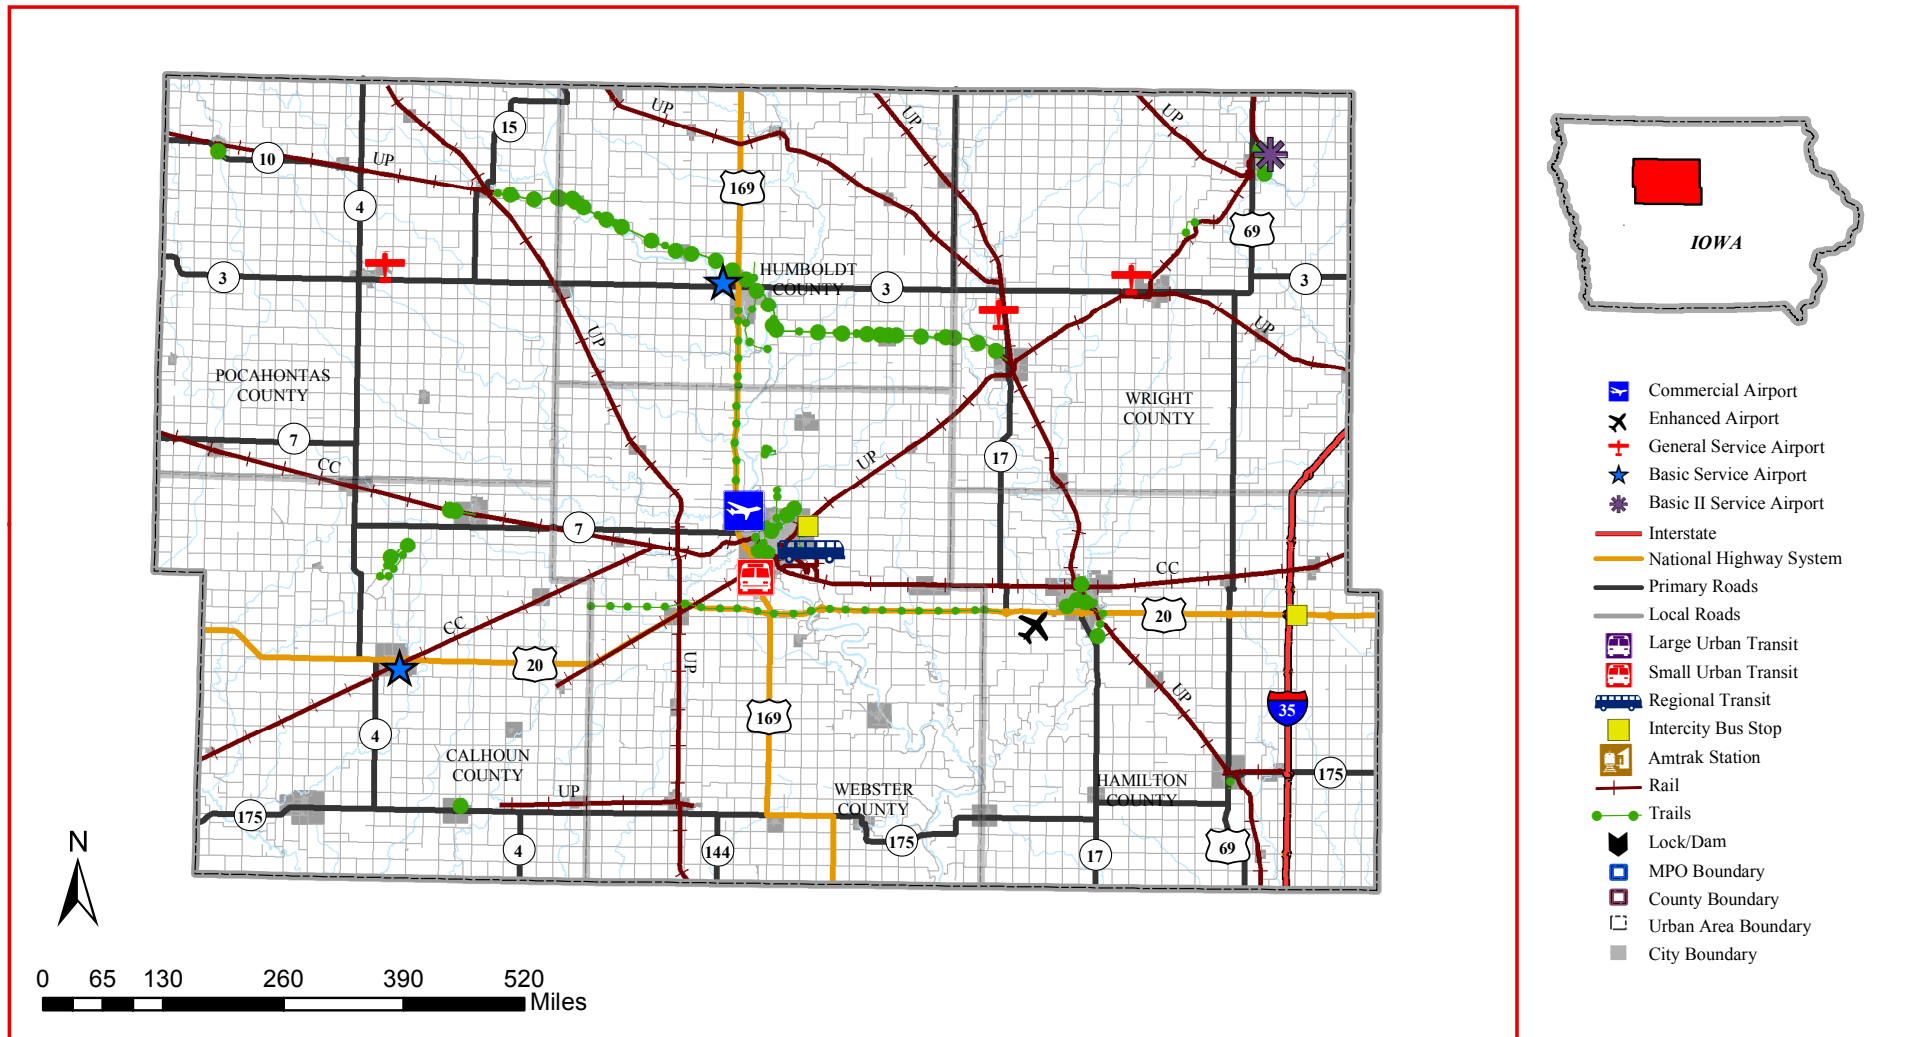 UP
UP
UP
15
10
UP
169
4
69
HUMBOLDT
COUNTY
3
3
3
UP
UP
POCAHONTAS
COUNTY
WRIGHT
COUNTY
7
CC
UP
17
7
CC
CC
20
20
UP
UP
169
35
4
CALHOUN
COUNTY
UP
WEBSTER
COUNTY
HAMILTON
COUNTY
175
175
175
4
144
17
69
N
0 65 130 260 390 520
Miles
IOWA
Commercial Airport
Enhanced Airport
General Service Airport
Basic Service Airport
Basic II Service Airport
Interstate
National Highway System
Primary Roads
Local Roads
Large Urban Transit
Small Urban Transit
Regional Transit
Intercity Bus Stop
Amtrak Station
Rail
Trails
Lock/Dam
MPO Boundary
County Boundary
Urban Area Boundary
City Boundary